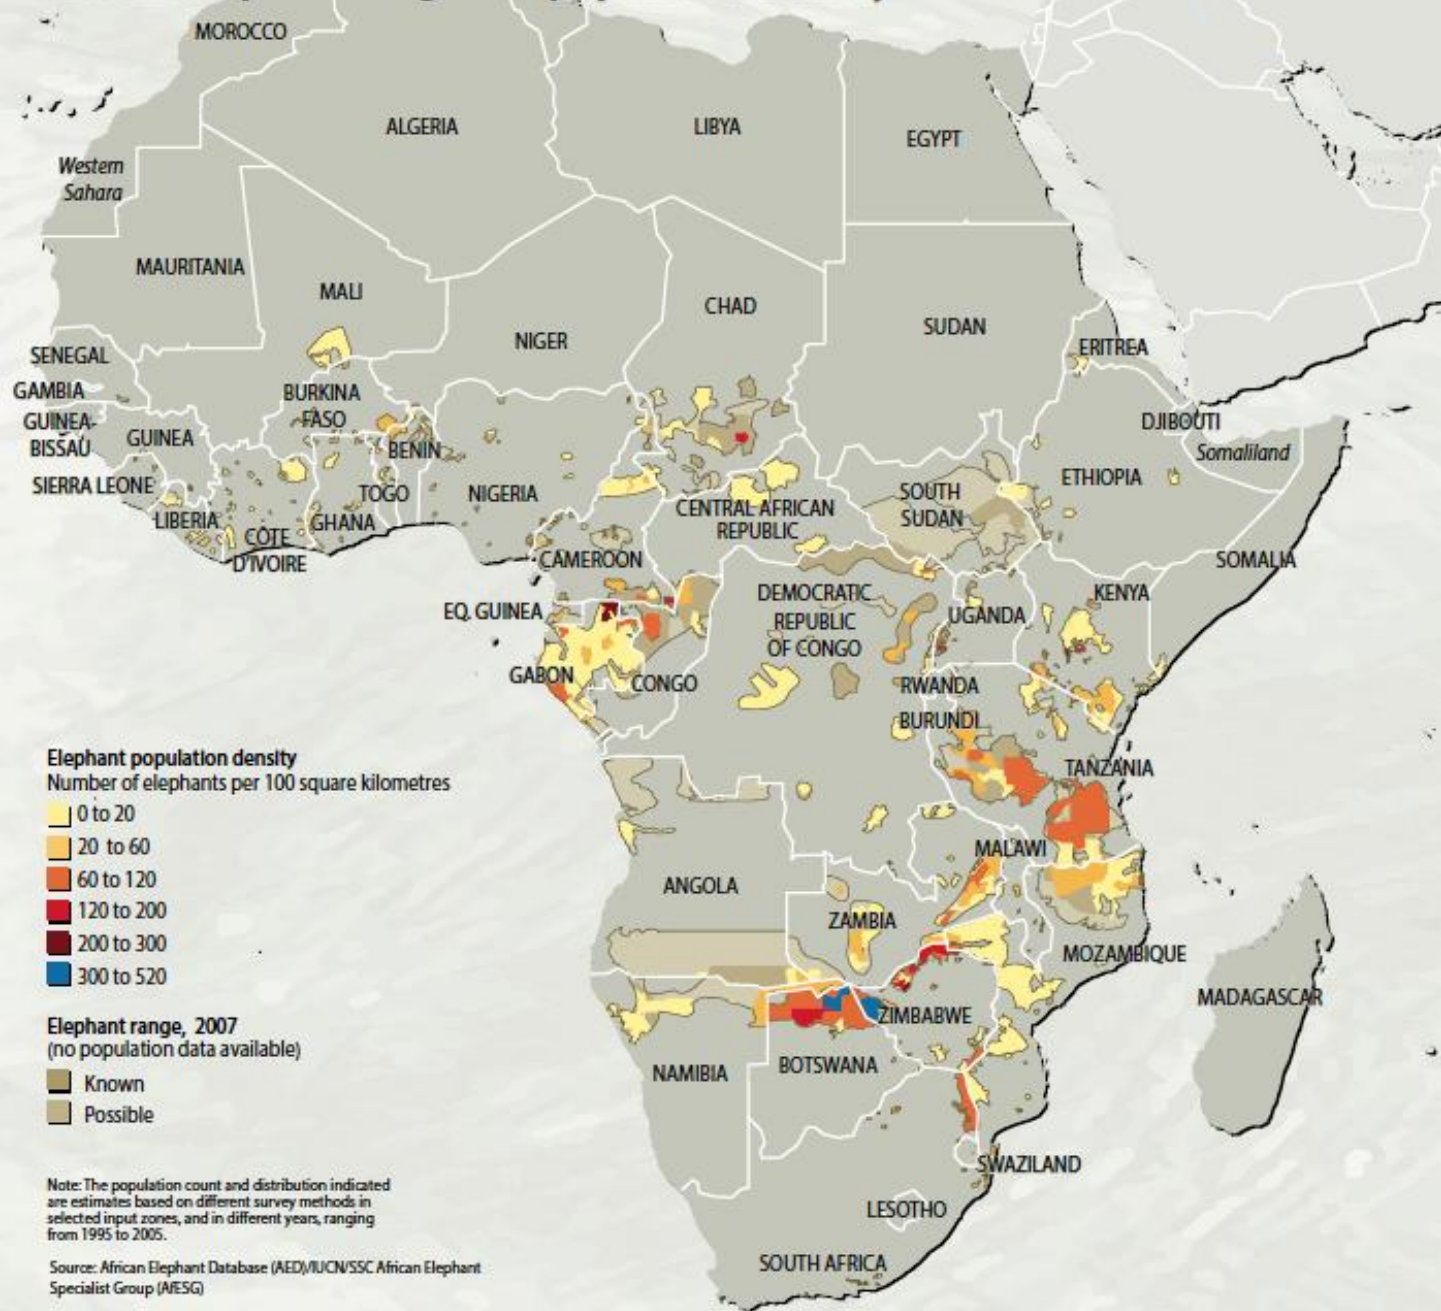 MOROCCO
ALGERIA
LIBYA
EGYPT
Western
Sahara
MAURITANIA
MALI
NIGER
CHAD
SUDAN
ERITREA
SENEGAL
GAMBIA
GUINEA-
BISSAU
GUINEA
BURKINA
FASO
BENIN
DJIBOUTI
Somaliland
SIERRA LEONE
LIBERIA
CÔTE
D'IVOIRE
GHANA
TOGO
NIGERIA
CENTRAL AFRICAN
REPUBLIC
SOUTH
SUDAN
ETHIOPIA
CAMEROON
SOMALIA
EQ. GUINEA
DEMOCRATIC
REPUBLIC
OF CONGO
UGANDA
KENYA
GABON
CONGO
RWANDA
BURUNDI
TANZANIA
Elephant population density
Number of elephants per 100 square kilometres
0 to 20
20 to 60
60 to 120
120 to 200
200 to 300
300 to 520
Elephant range, 2007
(no population data available)
Known
Possible
MALAWI
ANGOLA
ZAMBIA
MOZAMBIQUE
MADAGASCAR
ZIMBABWE
NAMIBIA
BOTSWANA
SWAZILAND
LESOTHO
SOUTH AFRICA
Note: The population count and distribution indicated
are estimates based on different survey methods in
selected input zones, and in different years, ranging
from 1995 to 2005.
Source: African Elephant Database (AED)/IUCN/SSC African Elephant
Specialist Group (AfESG)